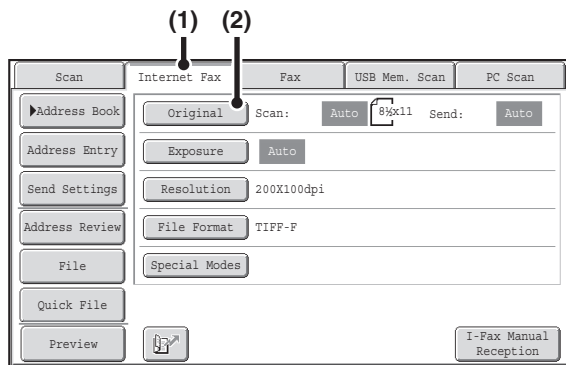 (1) (2)
Scan Internet Fax Fax USB Mem. Scan PC Scan
Address Book Original Scan: Auto 8½x11 Send: Auto
Address Entry Exposure Auto
Send Settings Resolution 200X100dpi
Address Review File Format TIFF-F
File Special Modes
Quick File
Preview I-Fax Manual
Reception